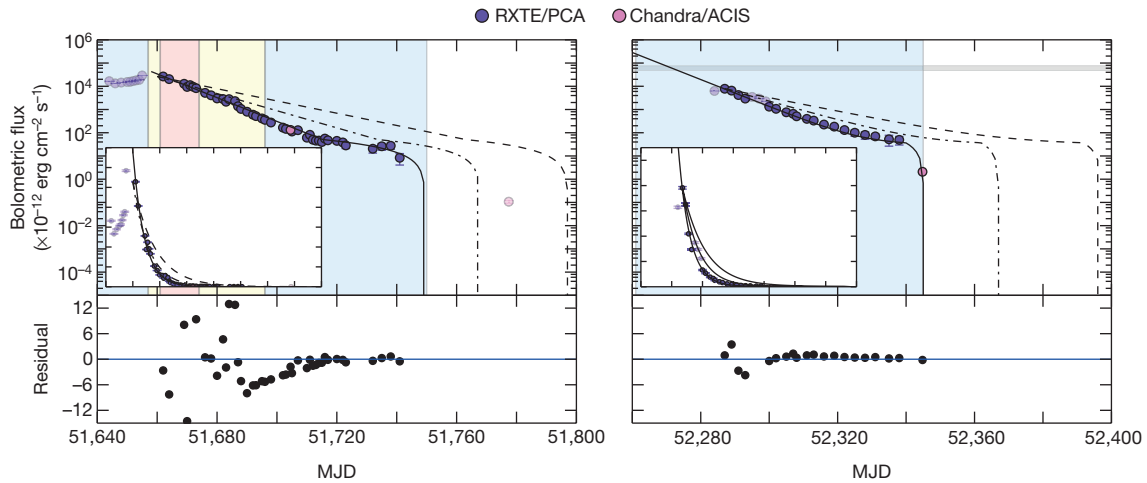 RXTE/PCA Chandra/ACIS
Bolometric flux
(×10⁻¹² erg cm⁻² s⁻¹)
10⁶
10⁴
10²
10⁰
10⁻²
10⁻⁴
Residual
12
6
0
−6
−12
15
51,640 51,680 51,720 51,760 51,800
52,280 52,320 52,360 52,400
MJD MJD